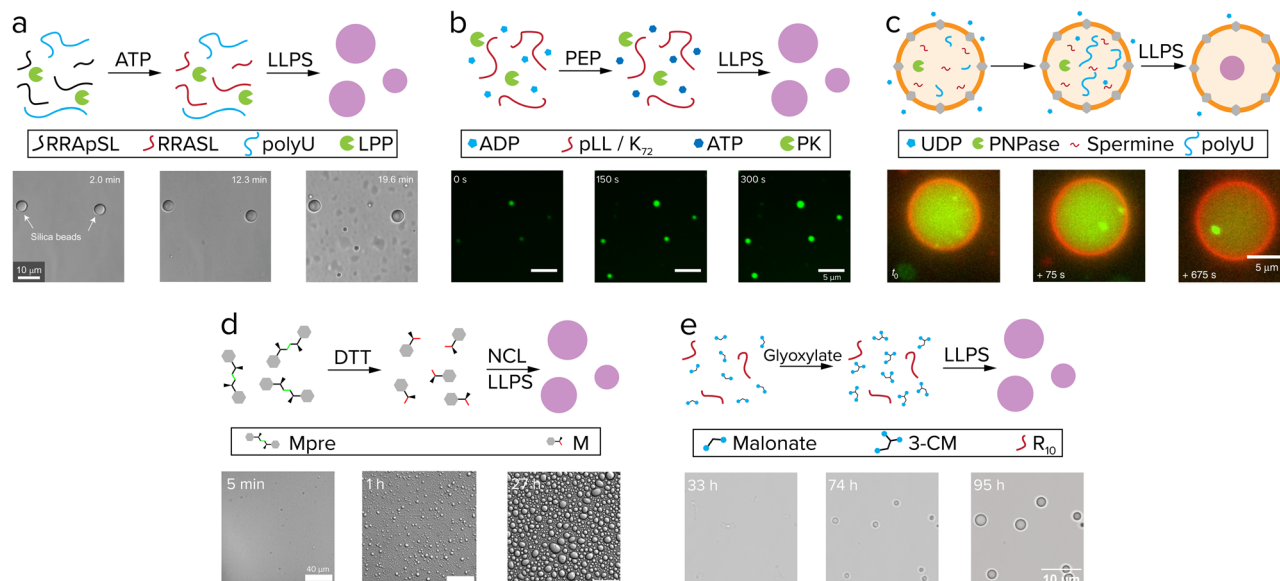 a
ATP
LLPS
RRApSL RRASL polyU LPP
2.0 min
12.3 min
19.6 min
Silica beads
10 μm
b
PEP
LLPS
ADP pLL / K72 ATP PK
0 s
150 s
300 s
5 μm
c
LLPS
UDP PNPase Spermine polyU
t0
+ 75 s
+ 675 s
5 μm
d
DTT
NCL
LLPS
Mpre M
5 min
1 h
27 h
40 μm
e
Glyoxylate
LLPS
Malonate 3-CM R10
33 h
74 h
95 h
10 μm